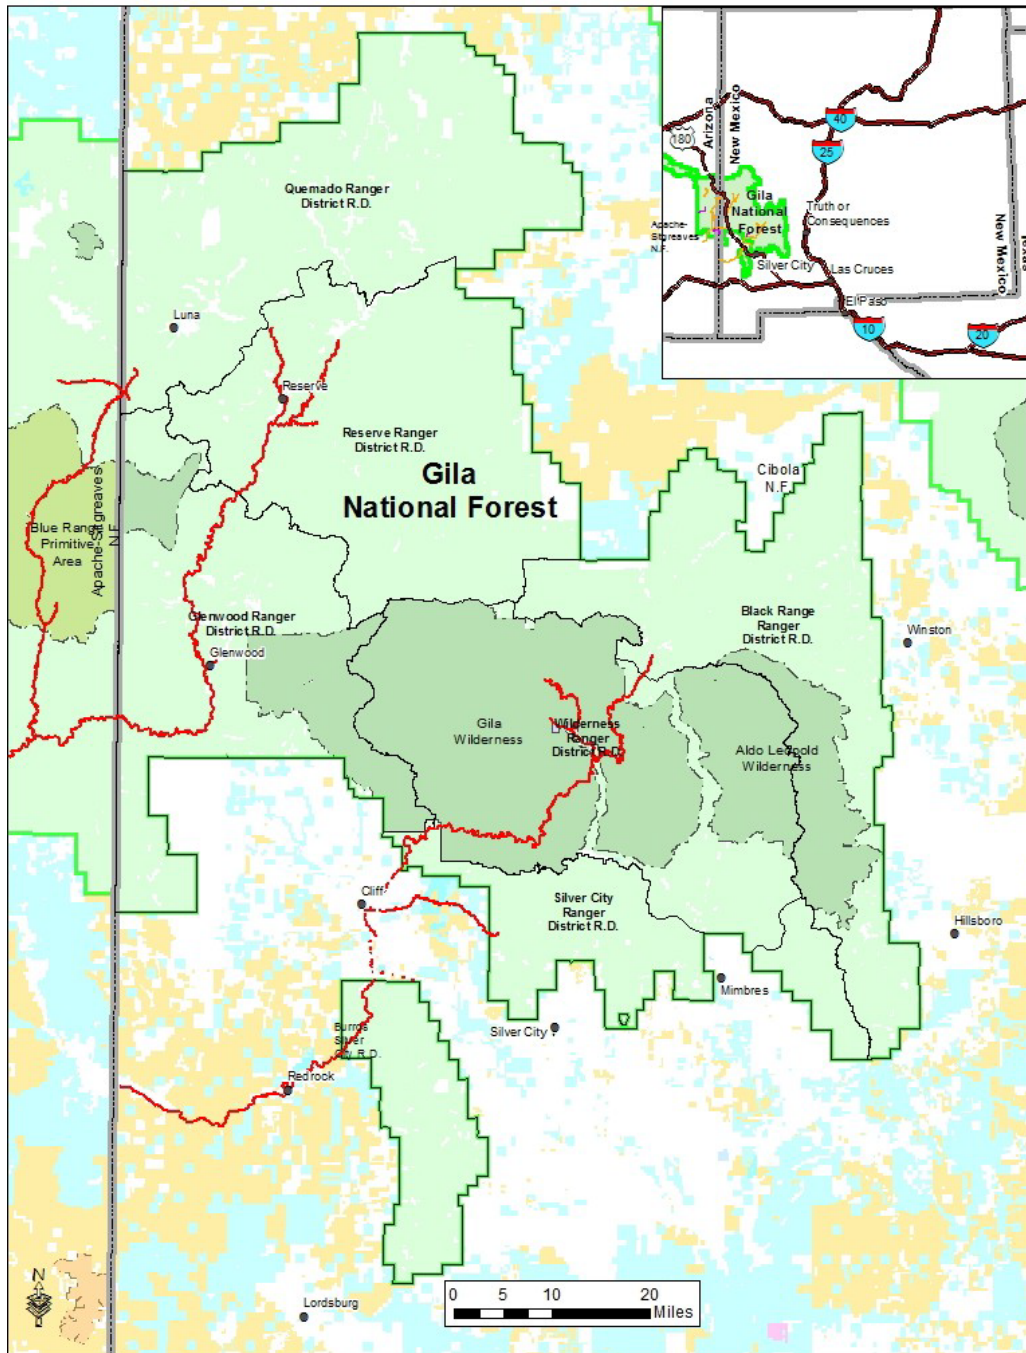 Arizona
New Mexico
180
40
25
Gila
National
Forest
Truth or
Consequences
Apache-
Sitgreaves
N.F.
Silver City
Las Cruces
El Paso
10
20
New Mexico
Texas
Quemado Ranger
District R.D.
Luna
Reserve
Reserve Ranger
District R.D.
Gila
National Forest
Cibola
N.F.
Apache-Sitgreaves
N.F.
Blue Range
Primitive
Area
Glenwood Ranger
District R.D.
Glenwood
Black Range
Ranger
District R.D.
Winston
Gila
Wilderness
Wilderness
Ranger
District R.D.
Aldo Leopold
Wilderness
Cliff
Silver City
Ranger
District R.D.
Hillsboro
Mimbres
Silver City
Burros
Silver
City R.D.
Redrock
N
Lordsburg
0 5 10 20
Miles